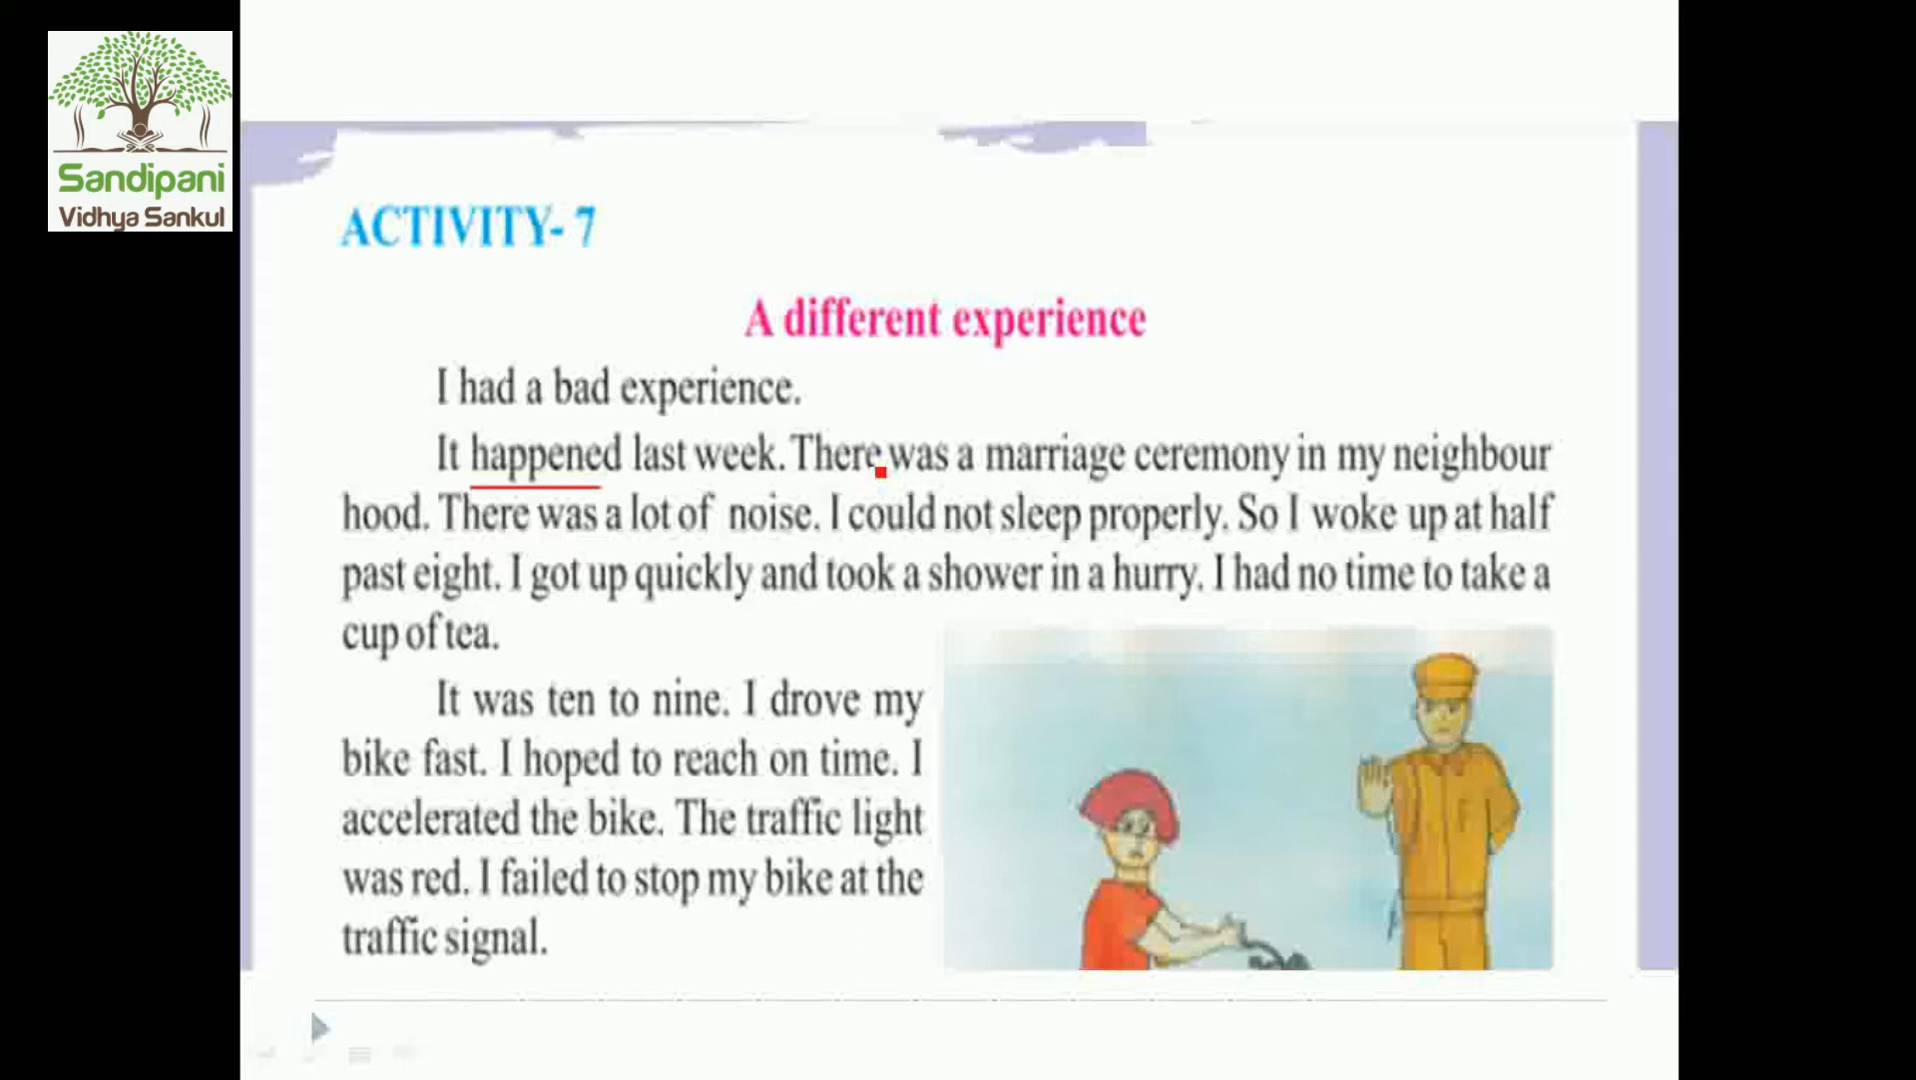 Sandipani
Vidhya Sankul
ACTIVITY- 7
A different experience
I had a bad experience.
It happened last week. There was a marriage ceremony in my neighbour
hood. There was a lot of noise. I could not sleep properly. So I woke up at half
past eight. I got up quickly and took a shower in a hurry. I had no time to take a
cup of tea.
It was ten to nine. I drove my
bike fast. I hoped to reach on time. I
accelerated the bike. The traffic light
was red. I failed to stop my bike at the
traffic signal.